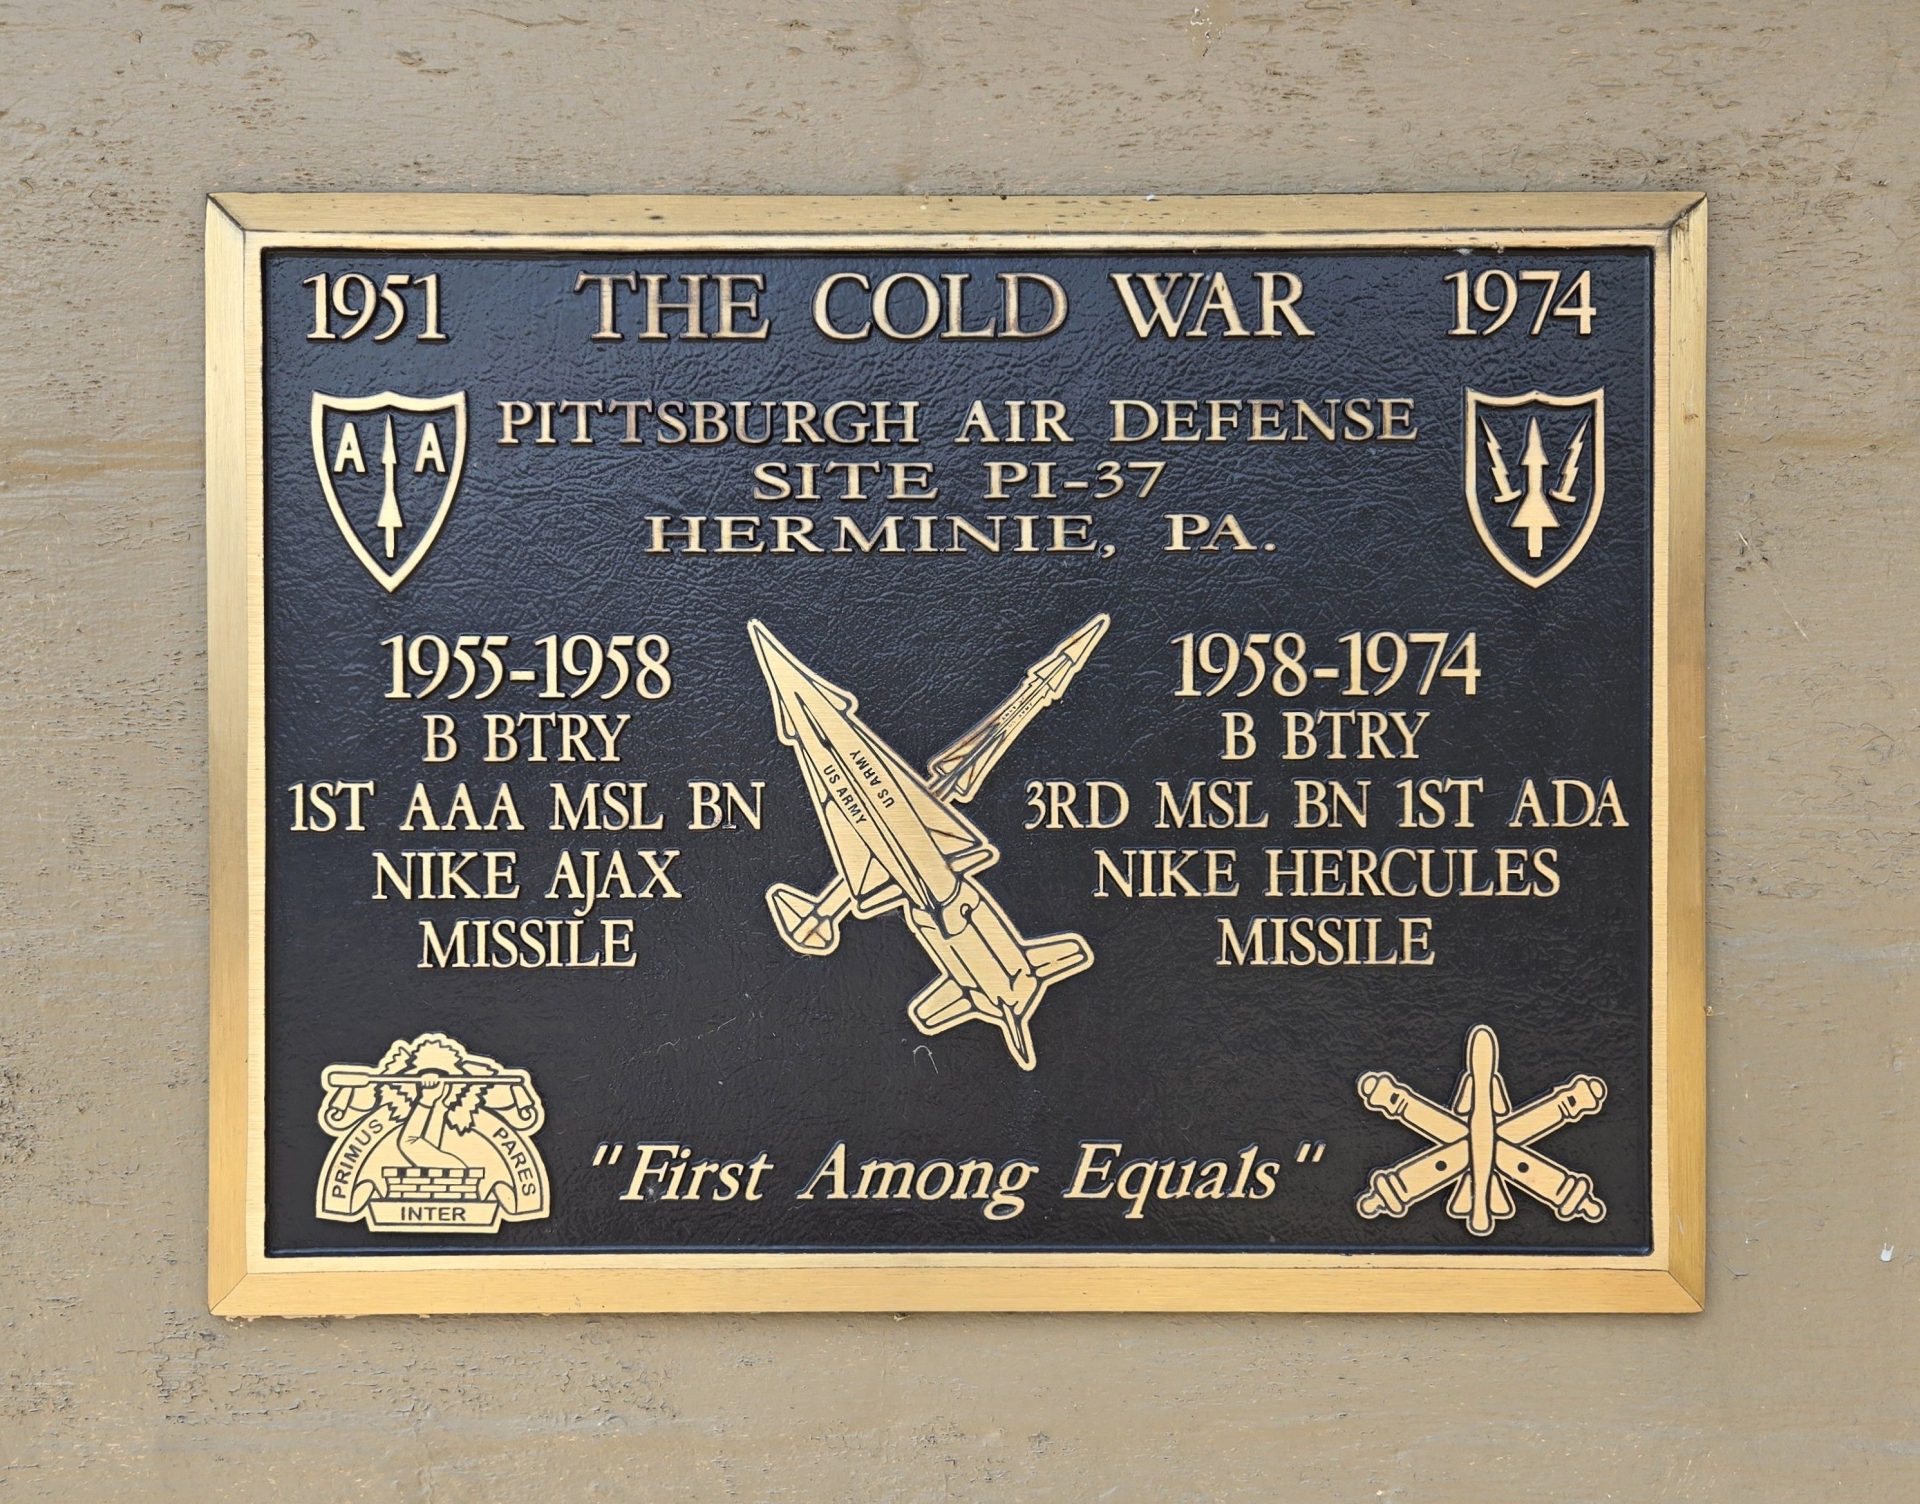 1951 THE COLD WAR 1974
A A
PITTSBURGH AIR DEFENSE
SITE PI-37
HERMINIE, PA.
1955-1958
B BTRY
1ST AAA MSL BN
NIKE AJAX
MISSILE
US ARMY
US ARMY
1958-1974
B BTRY
3RD MSL BN 1ST ADA
NIKE HERCULES
MISSILE
PRIMUS
INTER
PARES
"First Among Equals"